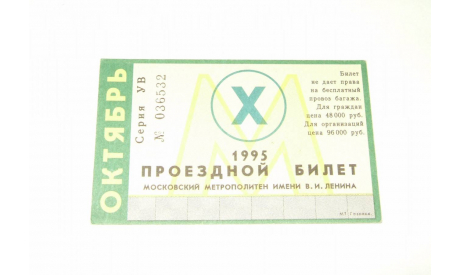 ОКТЯБРЬ
Серия УВ
№ 036532
X
Билет
не дает права
на бесплатный
провоз багажа.
Для граждан
цена 48 000 руб.
Для организаций
цена 96 000 руб.
1995
ПРОЕЗДНОЙ БИЛЕТ
МОСКОВСКИЙ МЕТРОПОЛИТЕН ИМЕНИ В. И. ЛЕНИНА